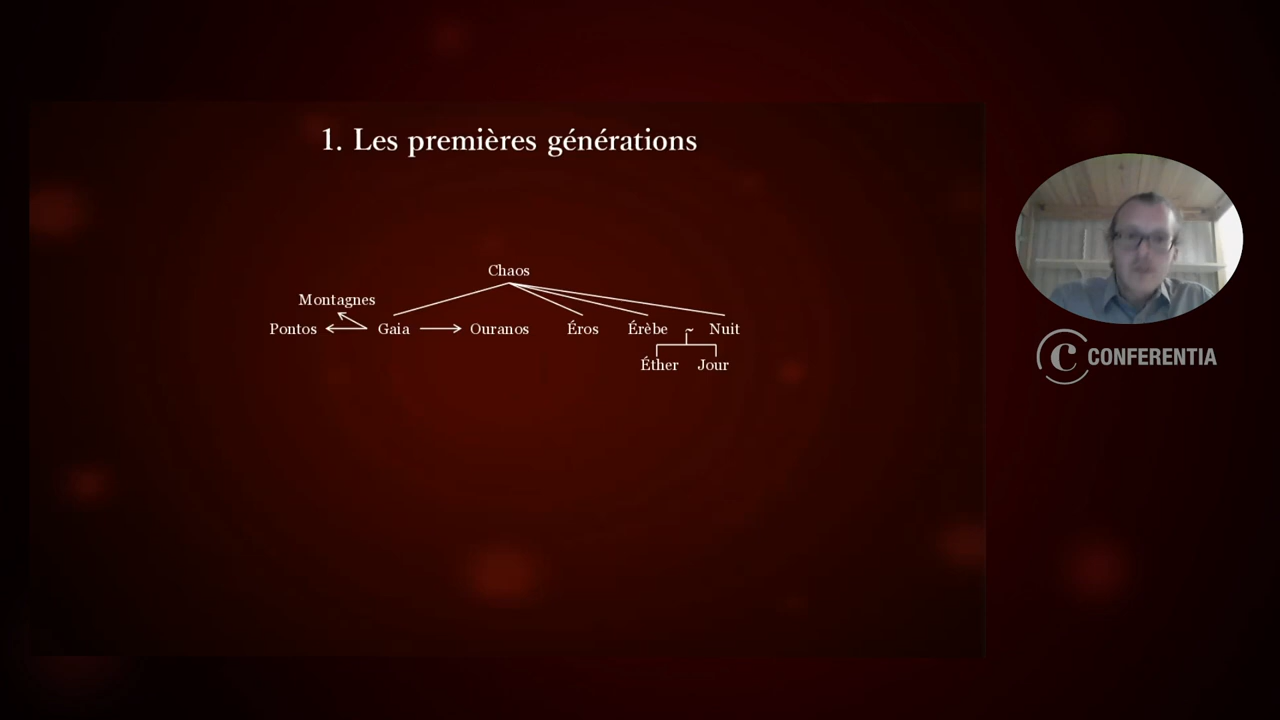 1. Les premières générations
Chaos
Montagnes
Pontos Gaia Ouranos Éros Érèbe ~ Nuit
Éther Jour
C CONFERENTIA